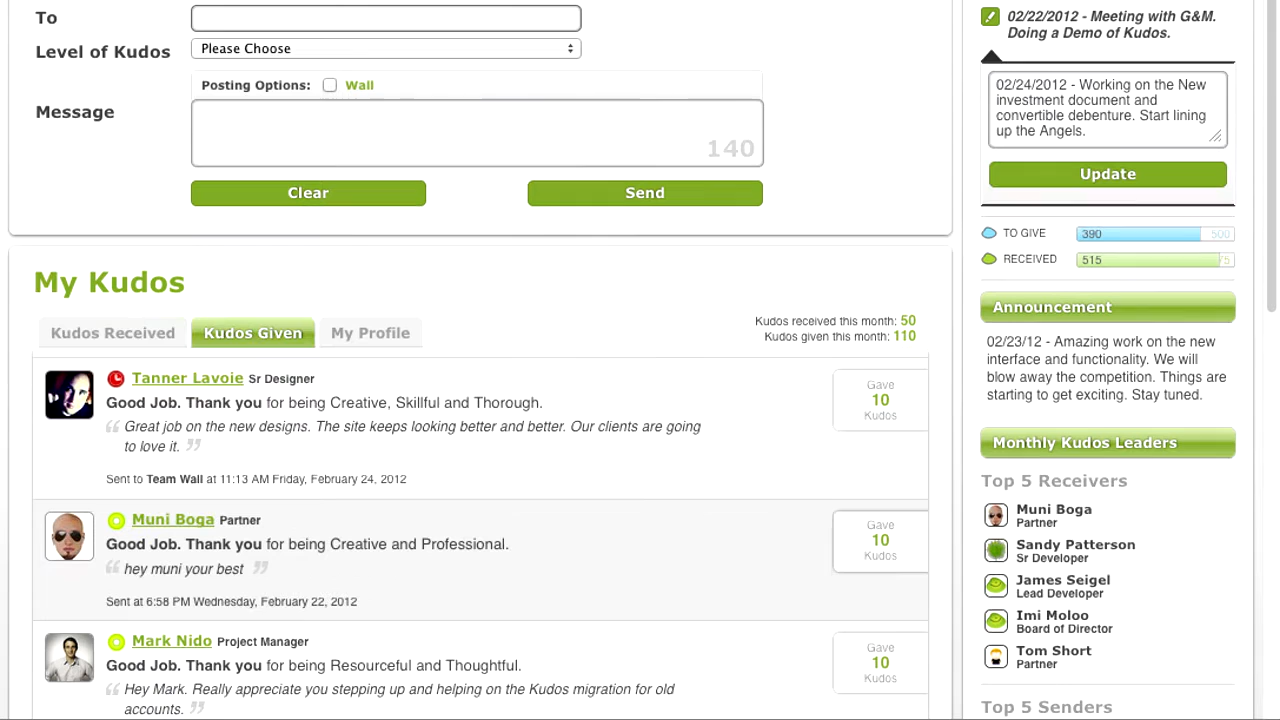 To
Level of Kudos
Please Choose
Posting Options:
Wall
Message
140
Clear
Send
My Kudos
Kudos Received
Kudos Given
My Profile
Kudos received this month: 50
Kudos given this month: 110
Tanner Lavoie Sr Designer
Good Job. Thank you for being Creative, Skillful and Thorough.
“ Great job on the new designs. The site keeps looking better and better. Our clients are going
to love it. ”
Sent to Team Wall at 11:13 AM Friday, February 24, 2012
Gave
10
Kudos
Muni Boga Partner
Good Job. Thank you for being Creative and Professional.
“ hey muni your best ”
Sent at 6:58 PM Wednesday, February 22, 2012
Gave
10
Kudos
Mark Nido Project Manager
Good Job. Thank you for being Resourceful and Thoughtful.
“ Hey Mark. Really appreciate you stepping up and helping on the Kudos migration for old
accounts. ”
Gave
10
Kudos
02/22/2012 - Meeting with G&M.
Doing a Demo of Kudos.
02/24/2012 - Working on the New
investment document and
convertible debenture. Start lining
up the Angels.
Update
TO GIVE
390
500
RECEIVED
515
Announcement
02/23/12 - Amazing work on the new
interface and functionality. We will
blow away the competition. Things are
starting to get exciting. Stay tuned.
Monthly Kudos Leaders
Top 5 Receivers
Muni Boga
Partner
Sandy Patterson
Sr Developer
James Seigel
Lead Developer
Imi Moloo
Board of Director
Tom Short
Partner
Top 5 Senders